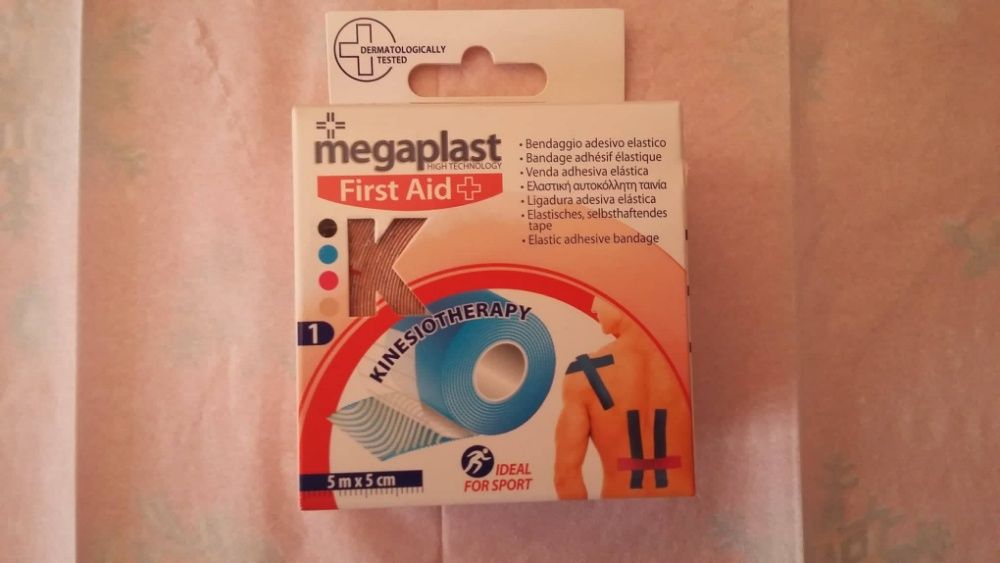 DERMATOLOGICALLY
TESTED
megaplast
HIGH TECHNOLOGY
First Aid
• Bendaggio adesivo elastico
• Bandage adhésif élastique
• Venda adhesiva elástica
• Ελαστική αυτοκόλλητη ταινία
• Ligadura adesiva elástica
• Elastisches, selbsthaftendes
tape
• Elastic adhesive bandage
K
1
KINESIOTHERAPY
5 m x 5 cm
IDEAL
FOR SPORT